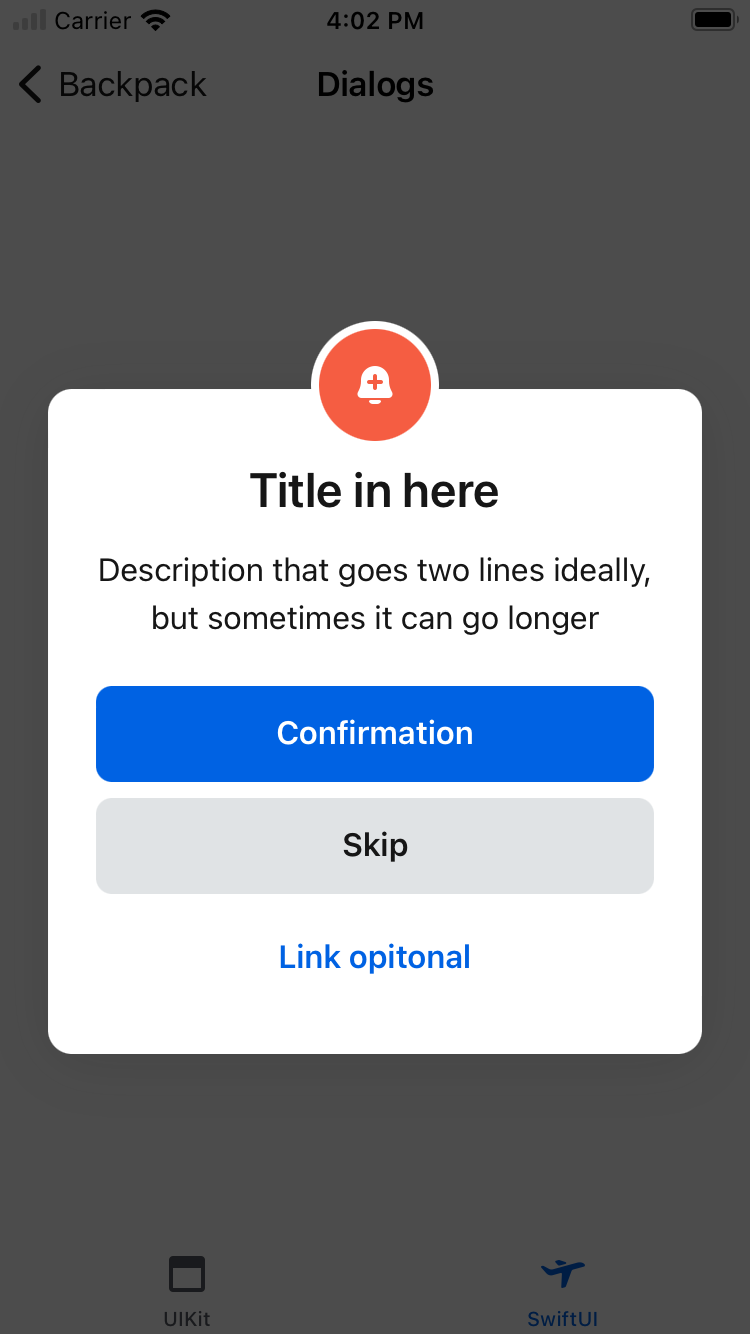 Carrier 4:02 PM
Backpack Dialogs
Title in here
Description that goes two lines ideally,
but sometimes it can go longer
Confirmation
Skip
Link opitonal
UIKit SwiftUI